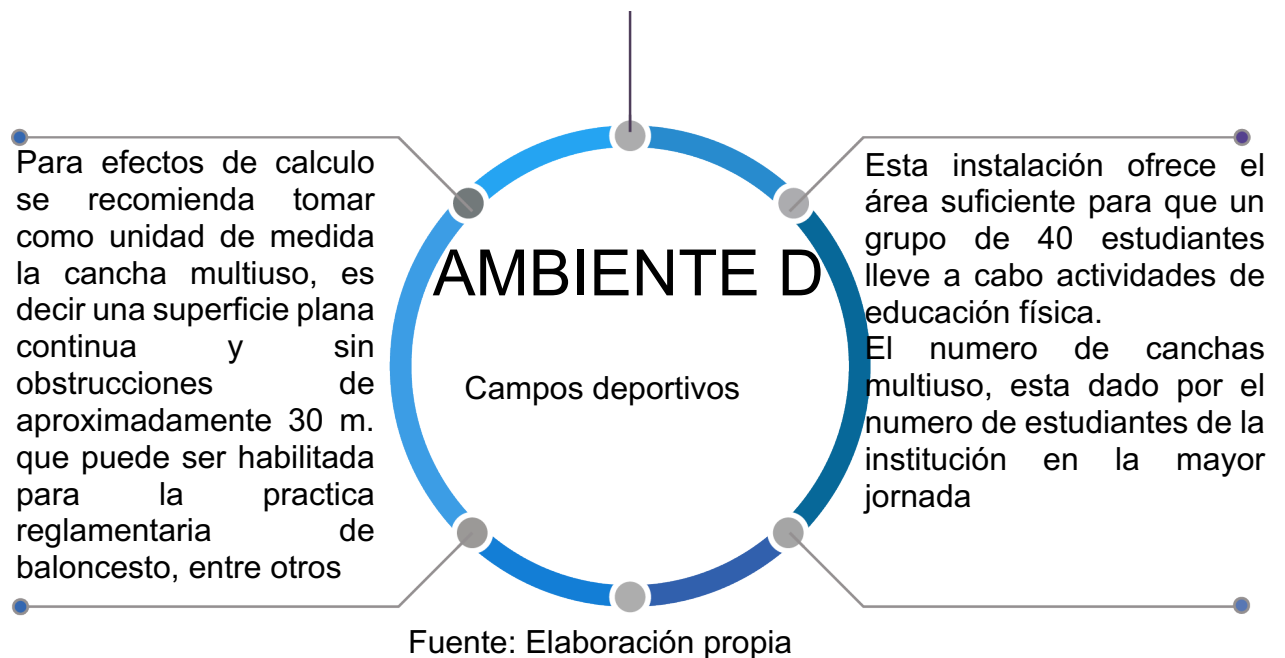 Para efectos de calculo
se recomienda tomar
como unidad de medida
la cancha multiuso, es
decir una superficie plana
continua y sin
obstrucciones de
aproximadamente 30 m.
que puede ser habilitada
para la practica
reglamentaria de
baloncesto, entre otros
AMBIENTE D
Campos deportivos
Esta instalación ofrece el
área suficiente para que un
grupo de 40 estudiantes
lleve a cabo actividades de
educación física.
El numero de canchas
multiuso, esta dado por el
numero de estudiantes de la
institución en la mayor
jornada
Fuente: Elaboración propia